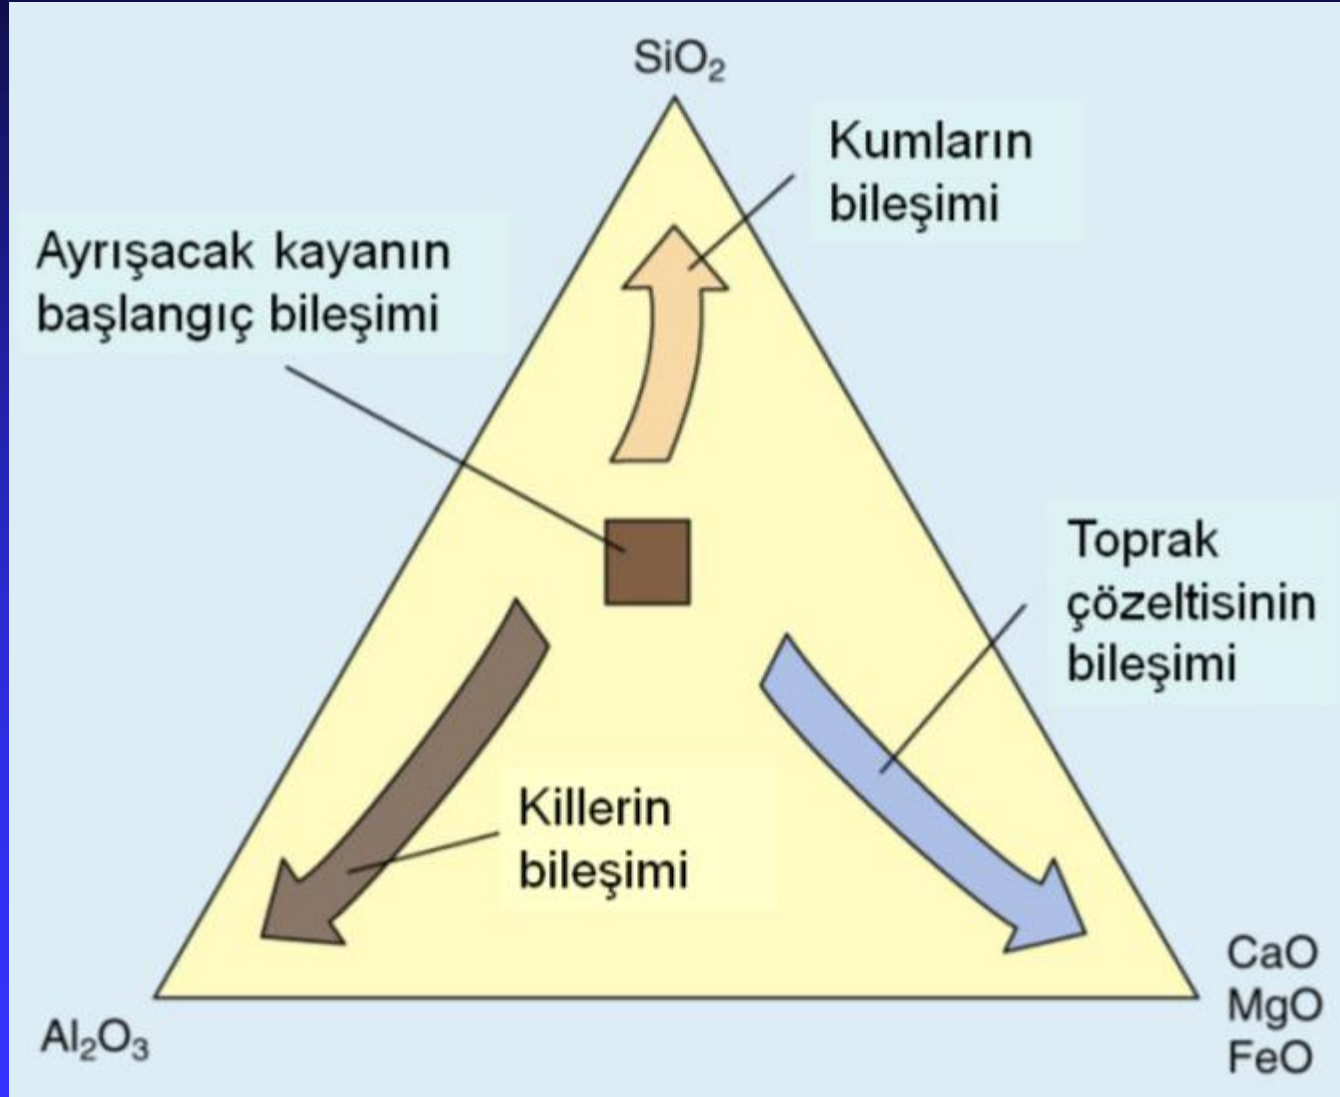 SiO₂
Kumların
bileşimi
Ayrışacak kayanın
başlangıç bileşimi
Toprak
çözeltisinin
bileşimi
Killerin
bileşimi
Al₂O₃
CaO
MgO
FeO